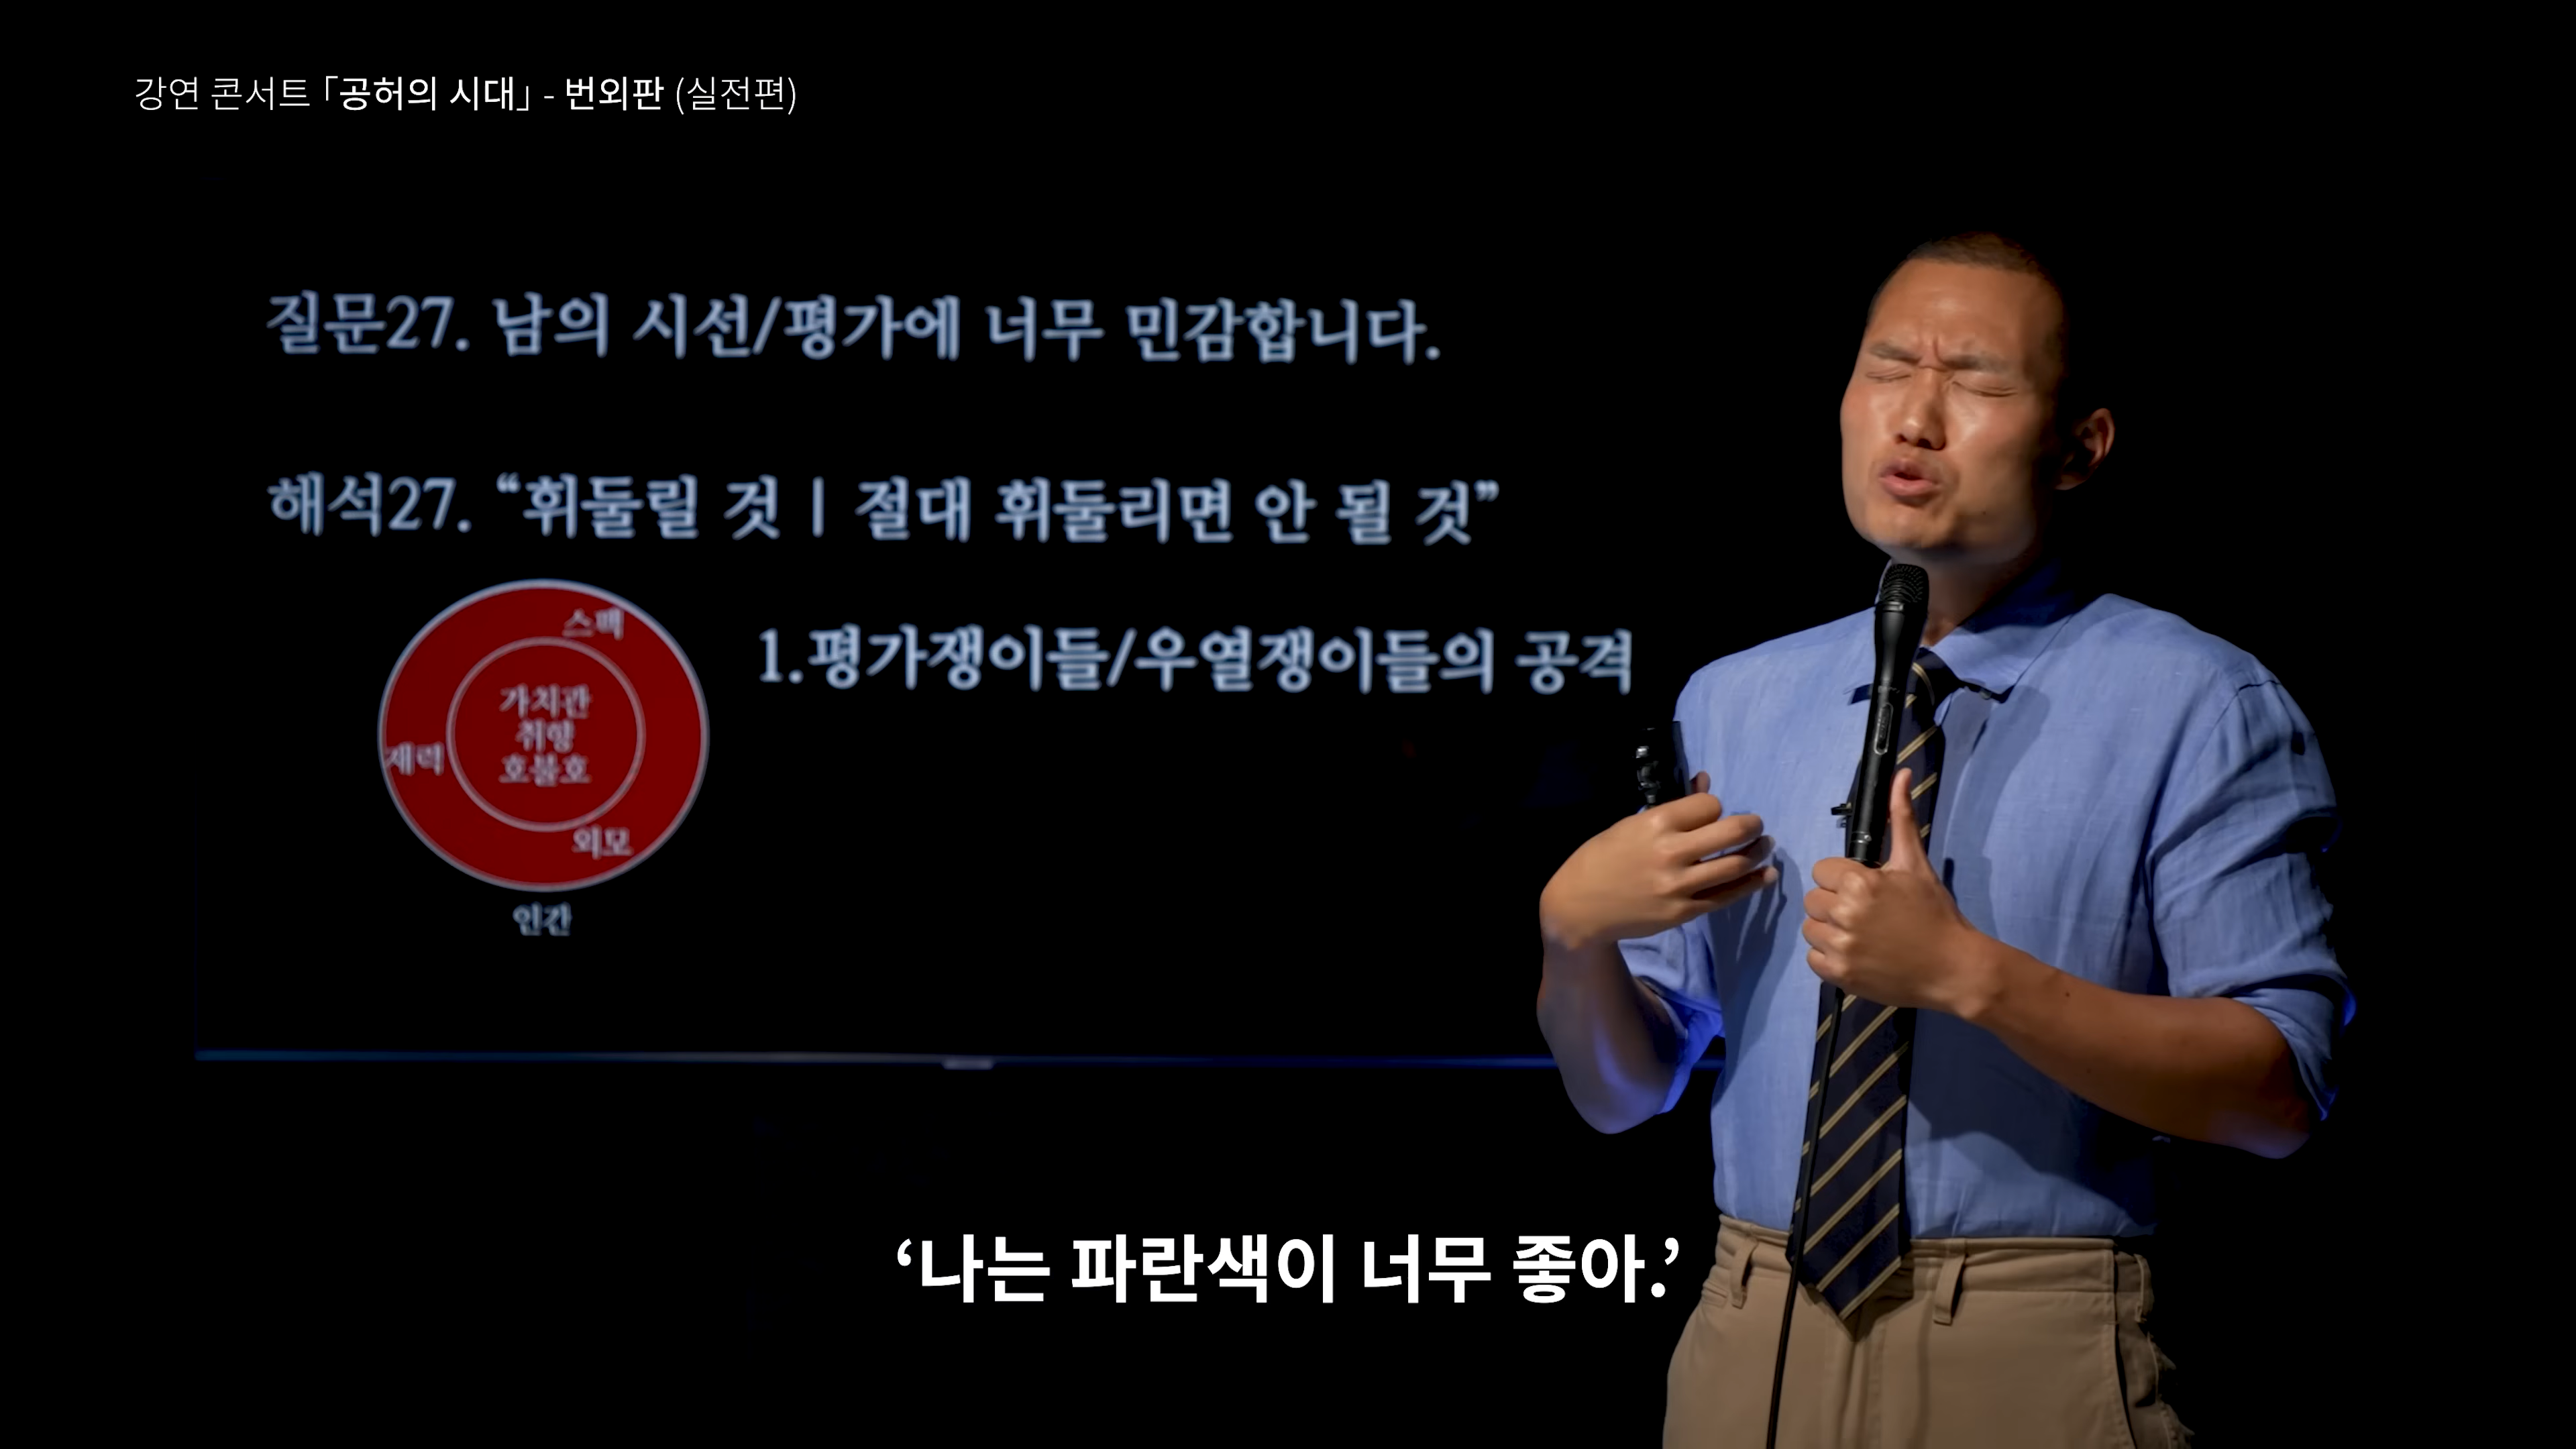 강연 콘서트 「공허의 시대」 - 번외판 (실전편)
질문27. 남의 시선/평가에 너무 민감합니다.
해석27. “휘둘릴 것 | 절대 휘둘리면 안 될 것”
스펙
1.평가쟁이들/우열쟁이들의 공격
가치관
취향
재력
호불호
외모
인간
‘나는 파란색이 너무 좋아.’